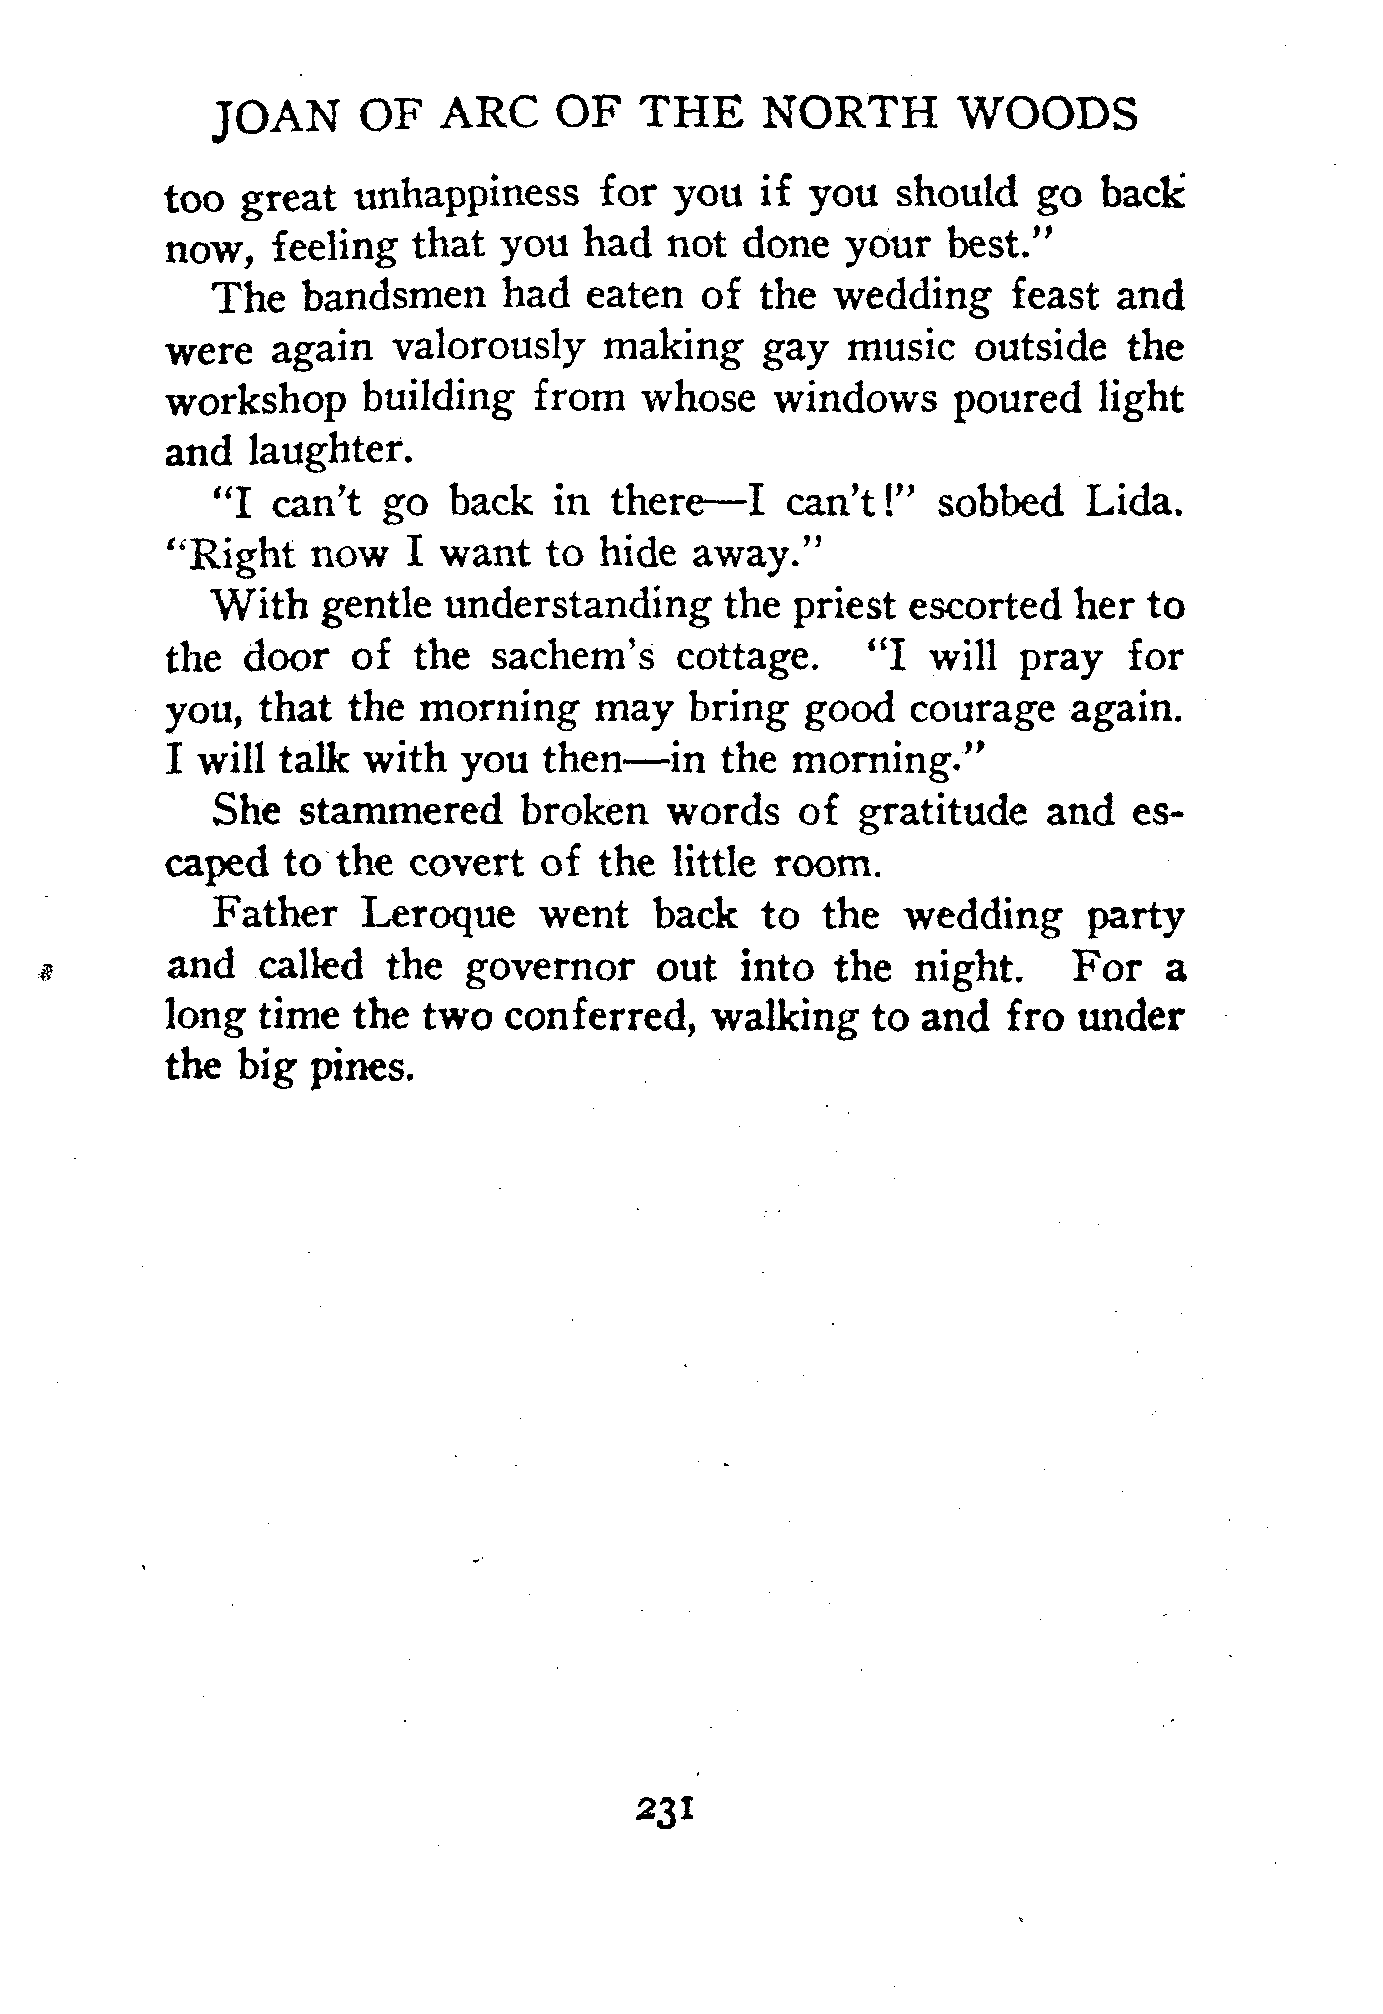 JOAN OF ARC OF THE NORTH WOODS
too great unhappiness for you if you should go back
now, feeling that you had not done your best."
The bandsmen had eaten of the wedding feast and
were again valorously making gay music outside the
workshop building from whose windows poured light
and laughter.
"I can't go back in there—I can't!" sobbed Lida.
"Right now I want to hide away."
With gentle understanding the priest escorted her to
the door of the sachem's cottage. "I will pray for
you, that the morning may bring good courage again.
I will talk with you then—in the morning."
She stammered broken words of gratitude and es-
caped to the covert of the little room.
Father Leroque went back to the wedding party
and called the governor out into the night. For a
long time the two conferred, walking to and fro under
the big pines.
231